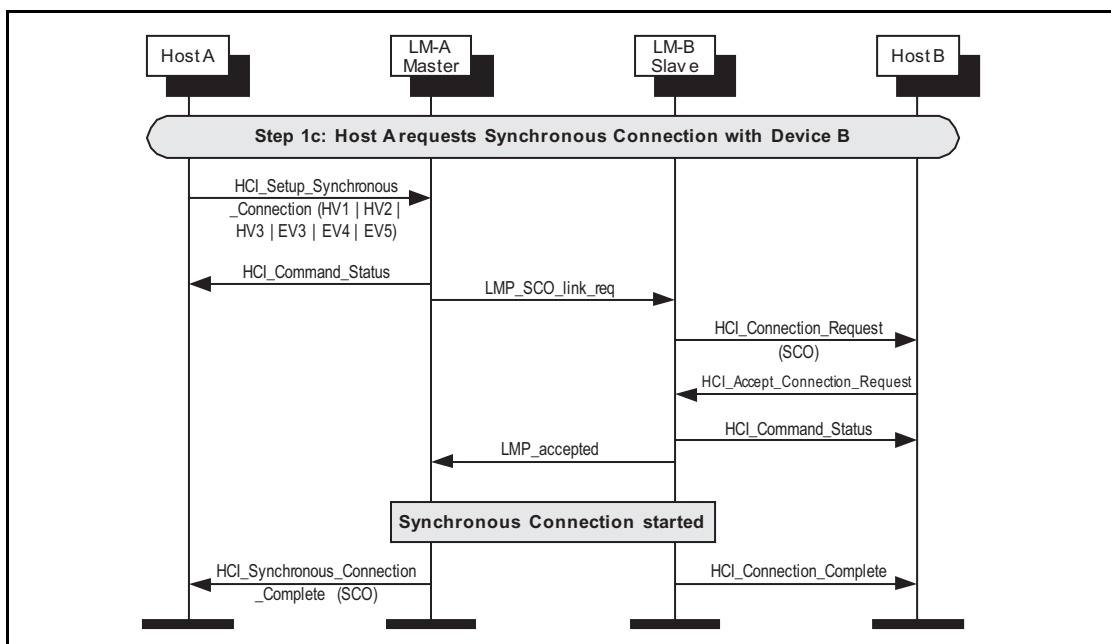 Host A
LM-A
Master
LM-B
Slave
Host B
Step 1c: Host A requests Synchronous Connection with Device B
HCI_Setup_Synchronous
_Connection (HV1 | HV2 |
HV3 | EV3 | EV4 | EV5)
HCI_Command_Status
LMP_SCO_link_req
HCI_Connection_Request
(SCO)
HCI_Accept_Connection_Request
HCI_Command_Status
LMP_accepted
Synchronous Connection started
HCI_Synchronous_Connection
_Complete (SCO)
HCI_Connection_Complete